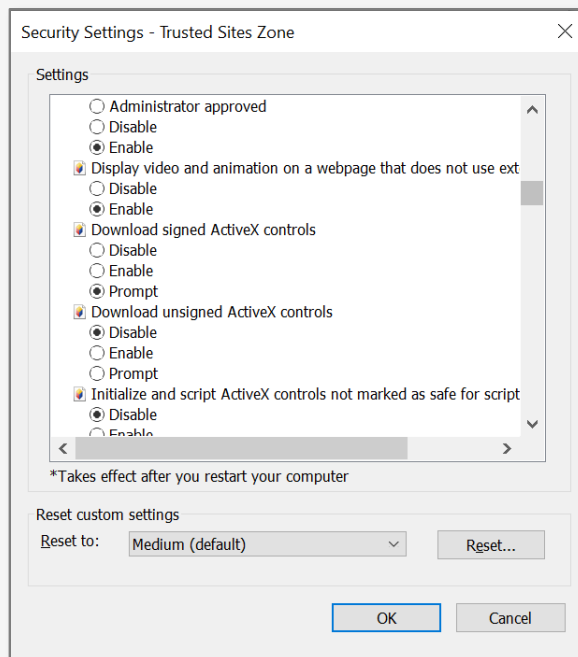 Security Settings - Trusted Sites Zone
Settings
Administrator approved
Disable
Enable
Display video and animation on a webpage that does not use ext
Disable
Enable
Download signed ActiveX controls
Disable
Enable
Prompt
Download unsigned ActiveX controls
Disable
Enable
Prompt
Initialize and script ActiveX controls not marked as safe for script
Disable
Enable
*Takes effect after you restart your computer
Reset custom settings
Reset to: Medium (default) Reset...
OK Cancel